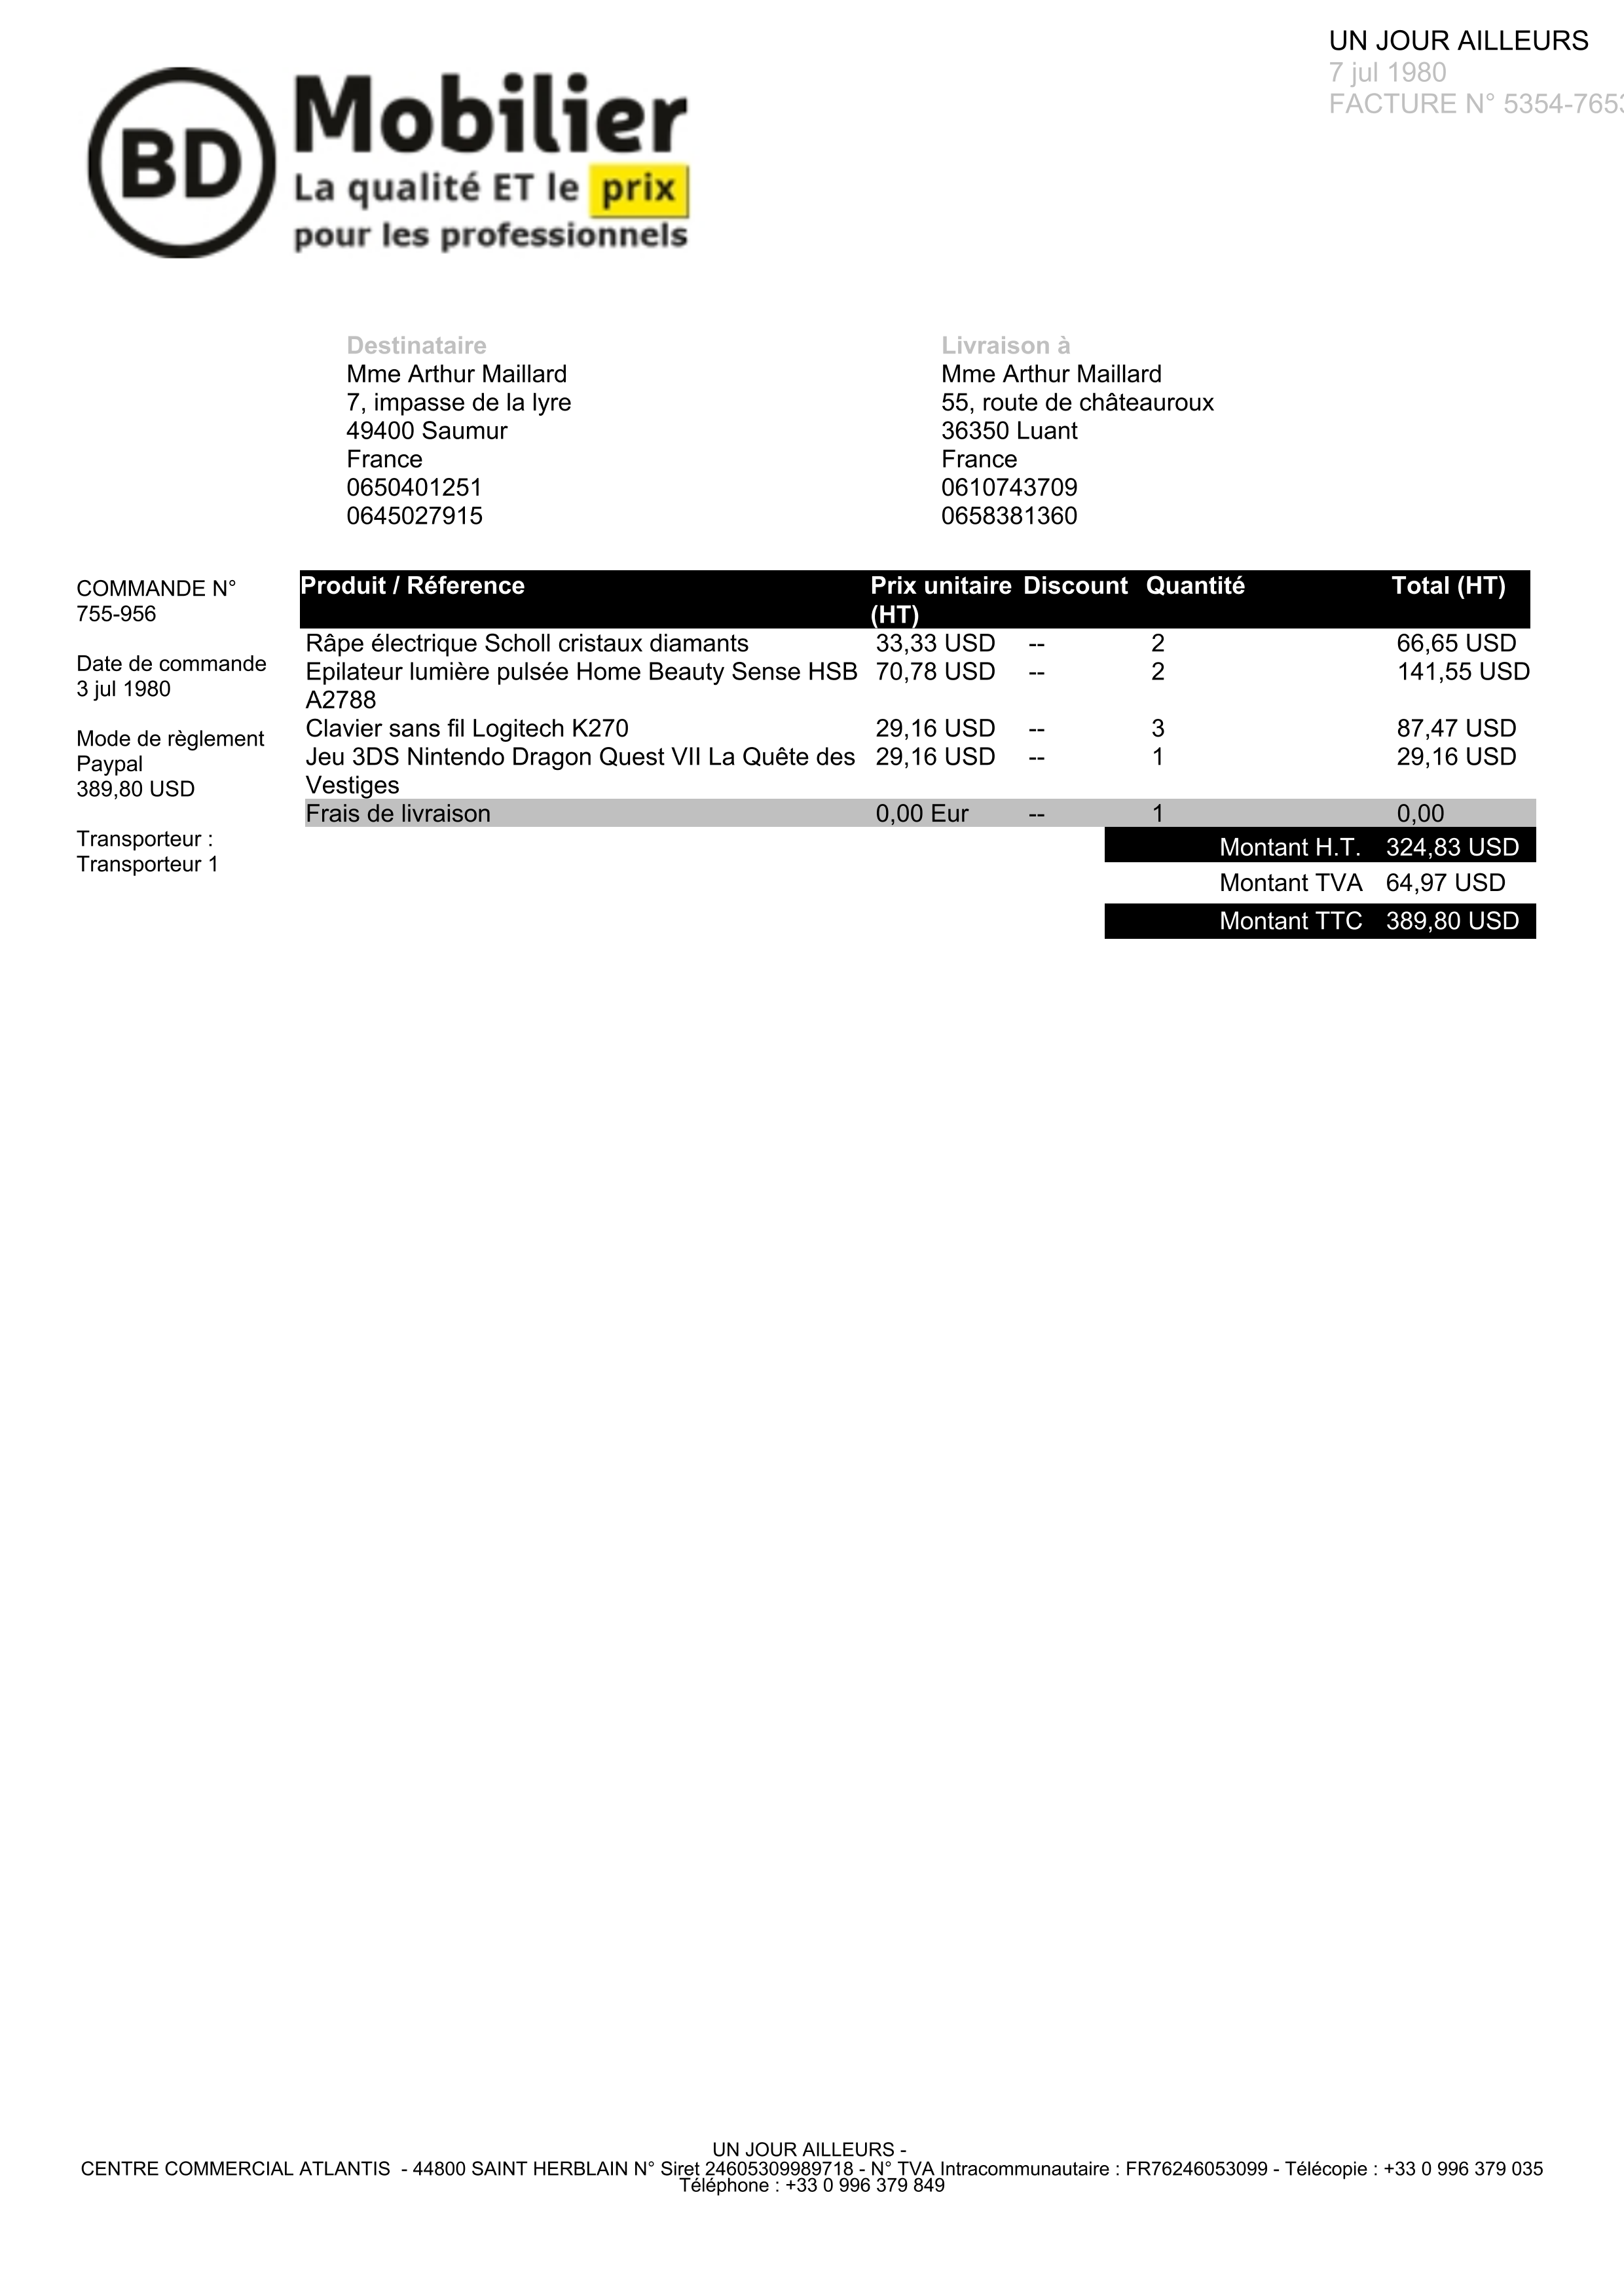 UN JOUR AILLEURS
7 jul 1980
FACTURE N° 5354-7653
BD
Mobilier
La qualité ET le prix
pour les professionnels
Destinataire
Mme Arthur Maillard
7, impasse de la lyre
49400 Saumur
France
0650401251
0645027915
Livraison à
Mme Arthur Maillard
55, route de châteauroux
36350 Luant
France
0610743709
0658381360
COMMANDE N°
755-956
Date de commande
3 jul 1980
Mode de règlement
Paypal
389,80 USD
Transporteur :
Transporteur 1
Produit / Réference Prix unitaire (HT) Discount Quantité Total (HT)
Râpe électrique Scholl cristaux diamants 33,33 USD -- 2 66,65 USD
Epilateur lumière pulsée Home Beauty Sense HSB 70,78 USD -- 2 141,55 USD
A2788
Clavier sans fil Logitech K270 29,16 USD -- 3 87,47 USD
Jeu 3DS Nintendo Dragon Quest VII La Quête des 29,16 USD -- 1 29,16 USD
Vestiges
Frais de livraison 0,00 Eur -- 1 0,00
Montant H.T. 324,83 USD
Montant TVA 64,97 USD
Montant TTC 389,80 USD
UN JOUR AILLEURS -
CENTRE COMMERCIAL ATLANTIS - 44800 SAINT HERBLAIN N° Siret 24605309989718 - N° TVA Intracommunautaire : FR76246053099 - Télécopie : +33 0 996 379 035
Téléphone : +33 0 996 379 849